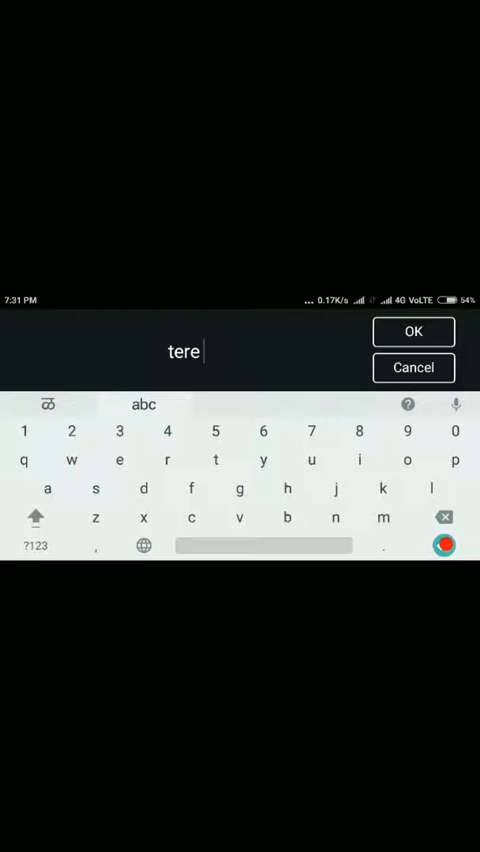 7:31 PM ... 0.17K/s 4G VoLTE 54%
OK
tere
Cancel
ळ abc ?
1 2 3 4 5 6 7 8 9 0
q w e r t y u i o p
a s d f g h j k l
z x c v b n m
?123 , .